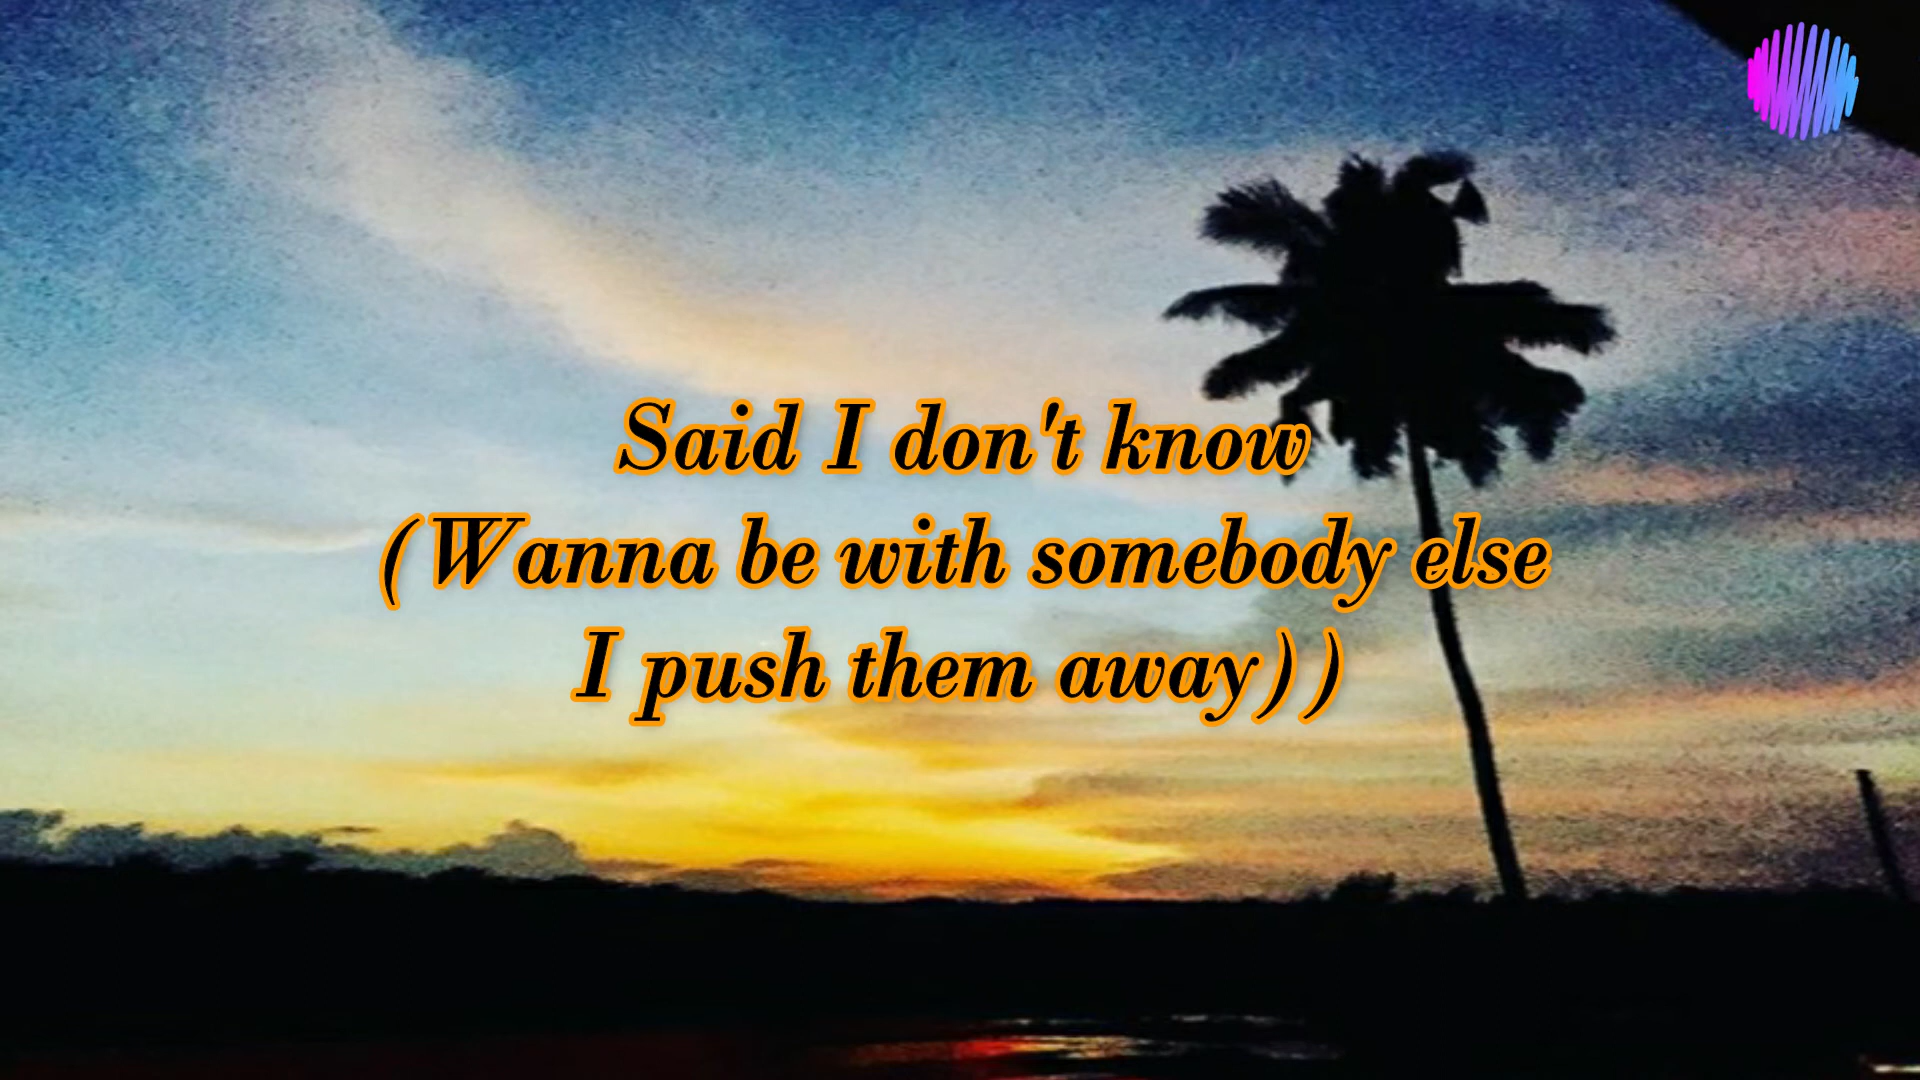 Said I don't know
(Wanna be with somebody else
I push them away))